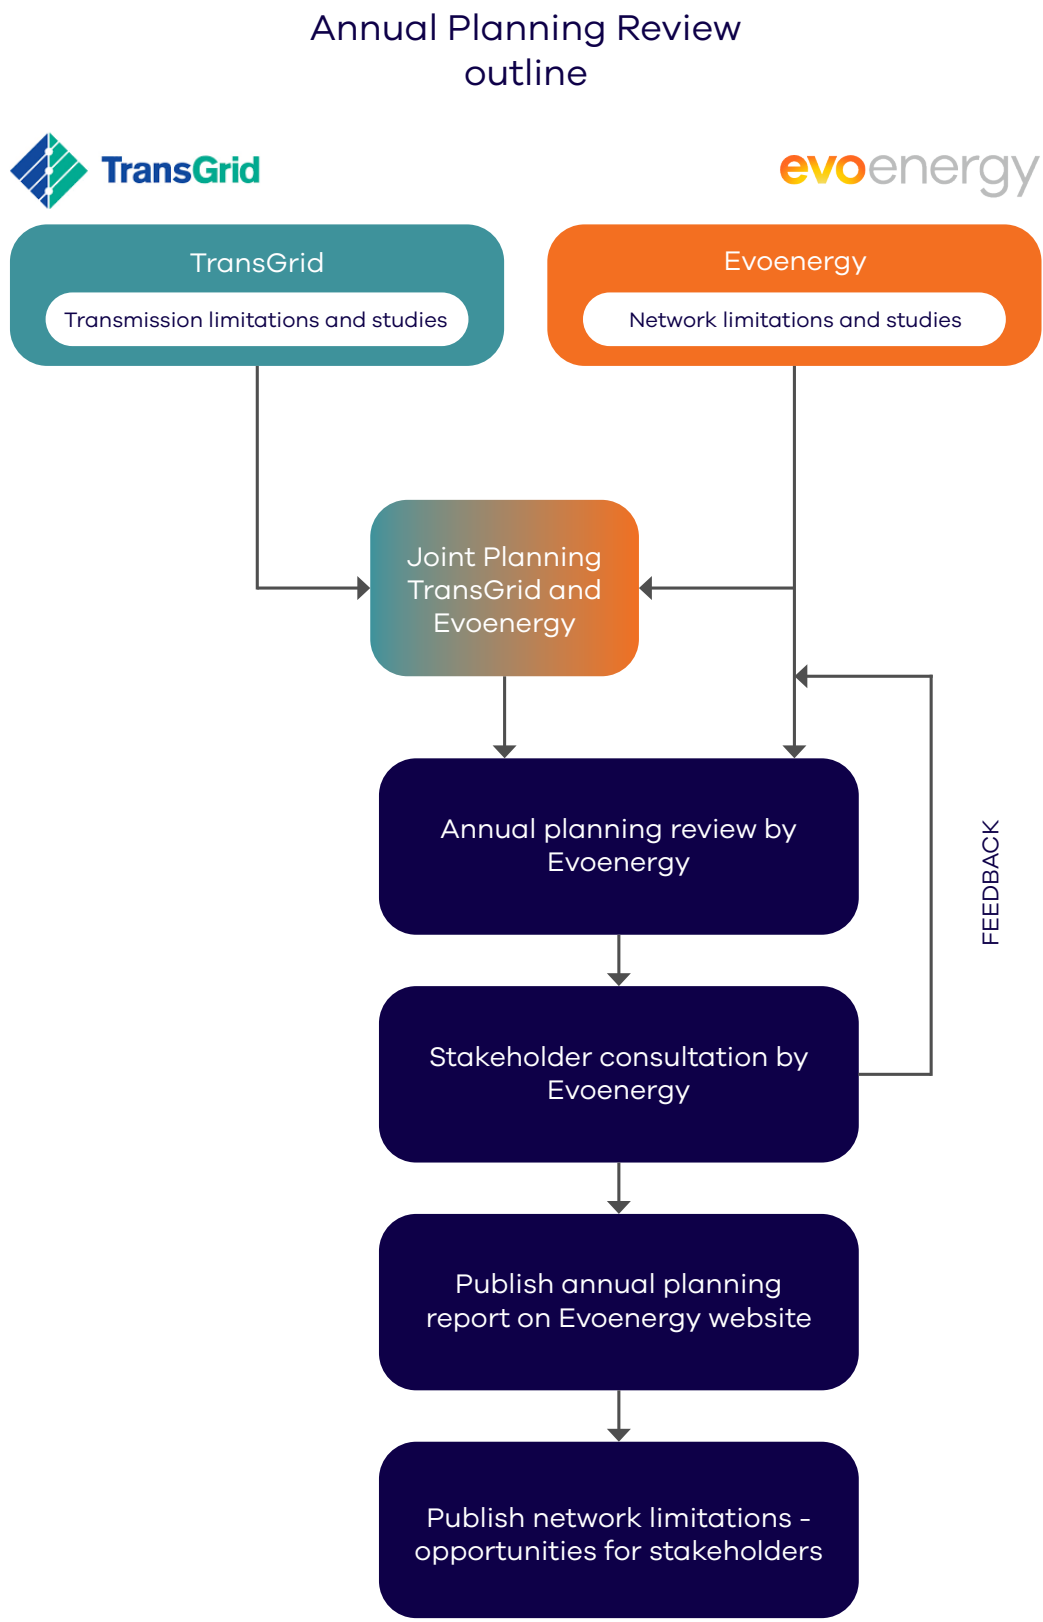 Annual Planning Review
outline
TransGrid
evoenergy
TransGrid
Transmission limitations and studies
Evoenergy
Network limitations and studies
Joint Planning
TransGrid and
Evoenergy
Annual planning review by
Evoenergy
FEEDBACK
Stakeholder consultation by
Evoenergy
Publish annual planning
report on Evoenergy website
Publish network limitations -
opportunities for stakeholders